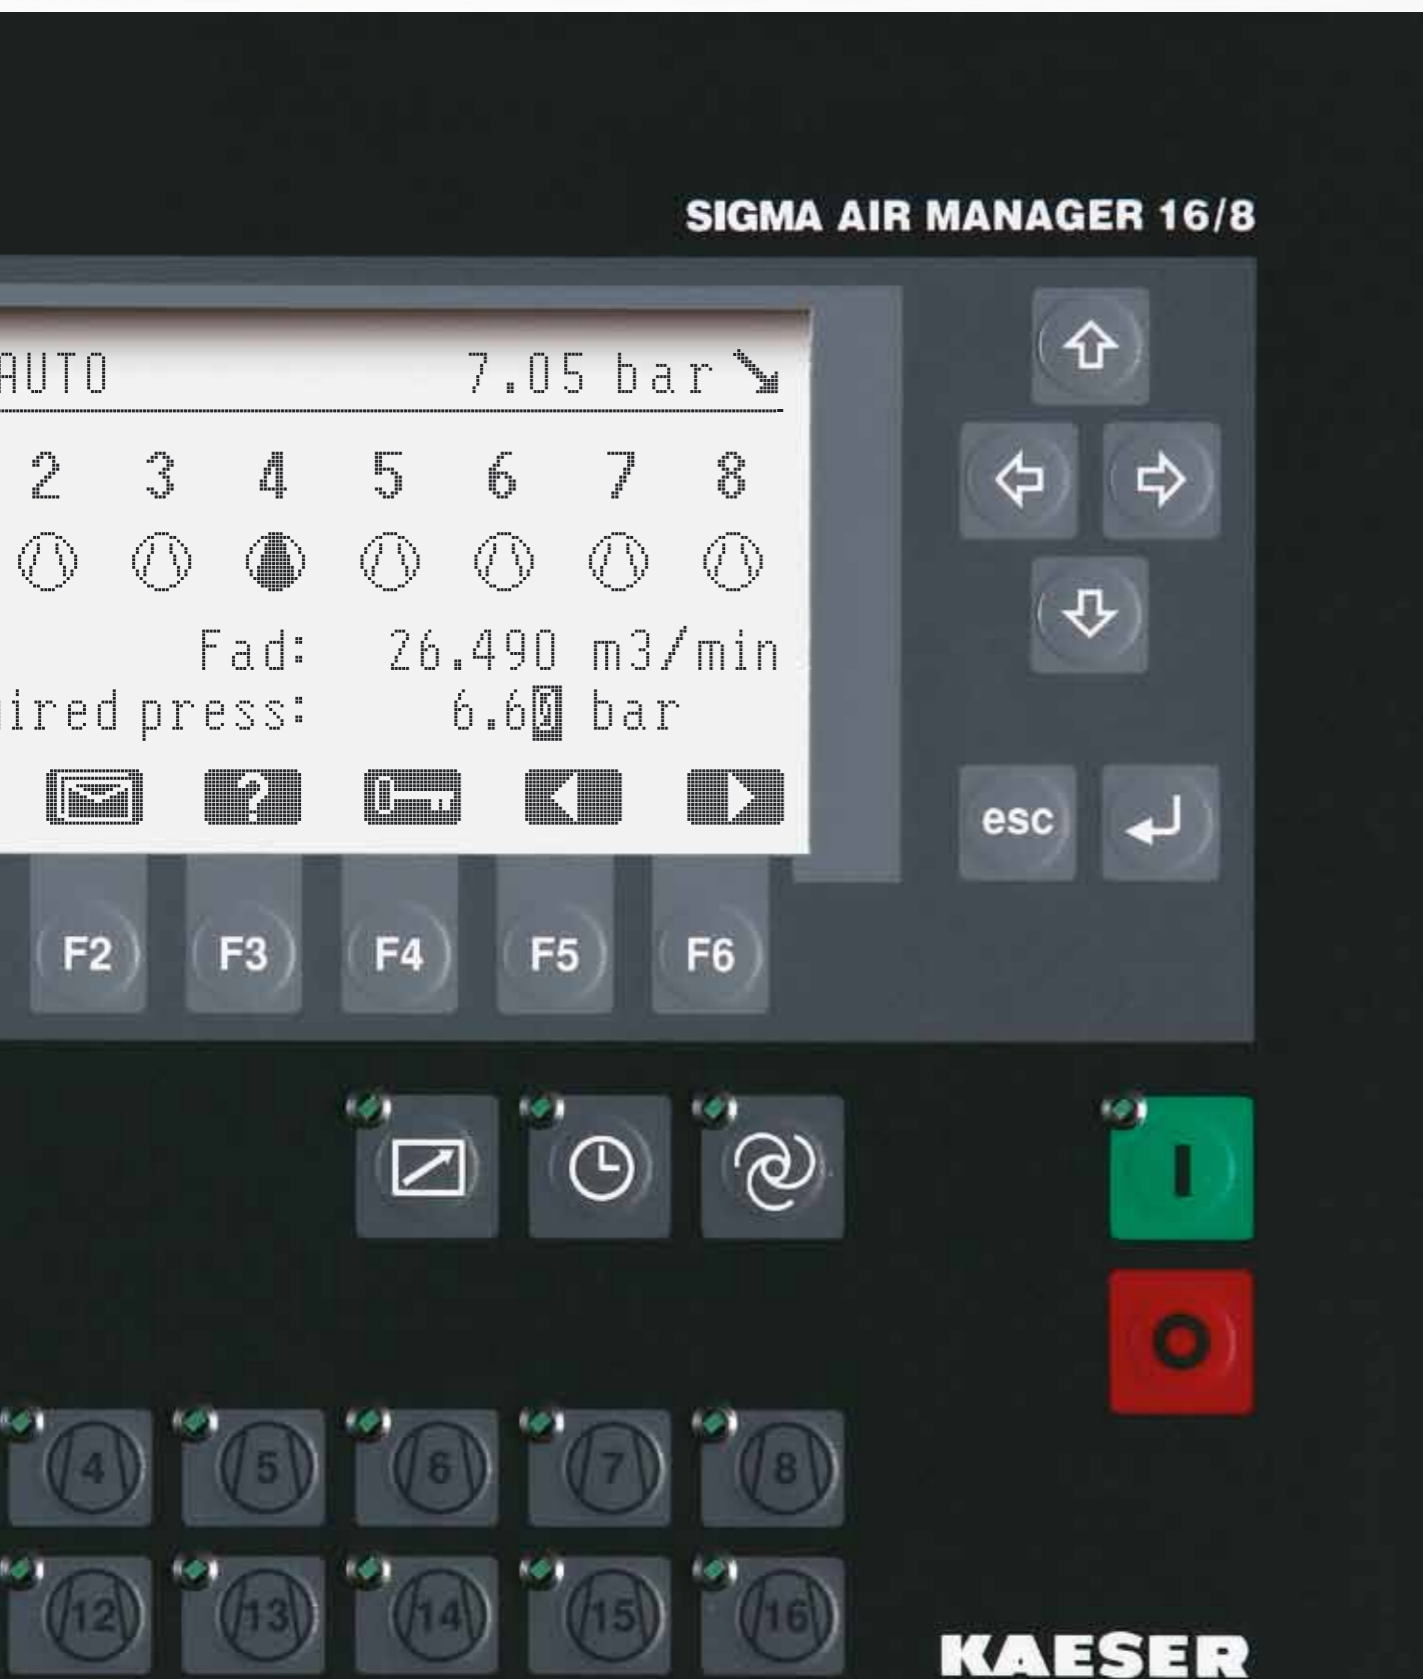 SIGMA AIR MANAGER 16/8
AUTO 7.05 bar
2 3 4 5 6 7 8
Fad: 26.490 m3/min
ired press: 6.60 bar
?
esc
F2 F3 F4 F5 F6
4 5 6 7 8
12 13 14 15 16
KAESER